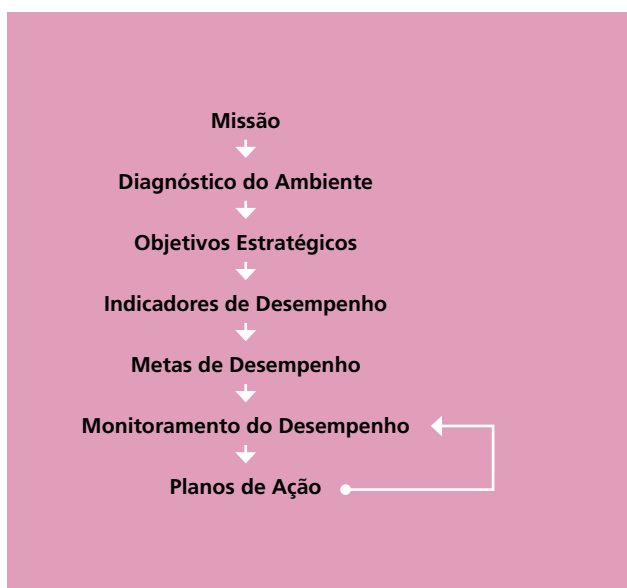 Missão
Diagnóstico do Ambiente
Objetivos Estratégicos
Indicadores de Desempenho
Metas de Desempenho
Monitoramento do Desempenho
Planos de Ação